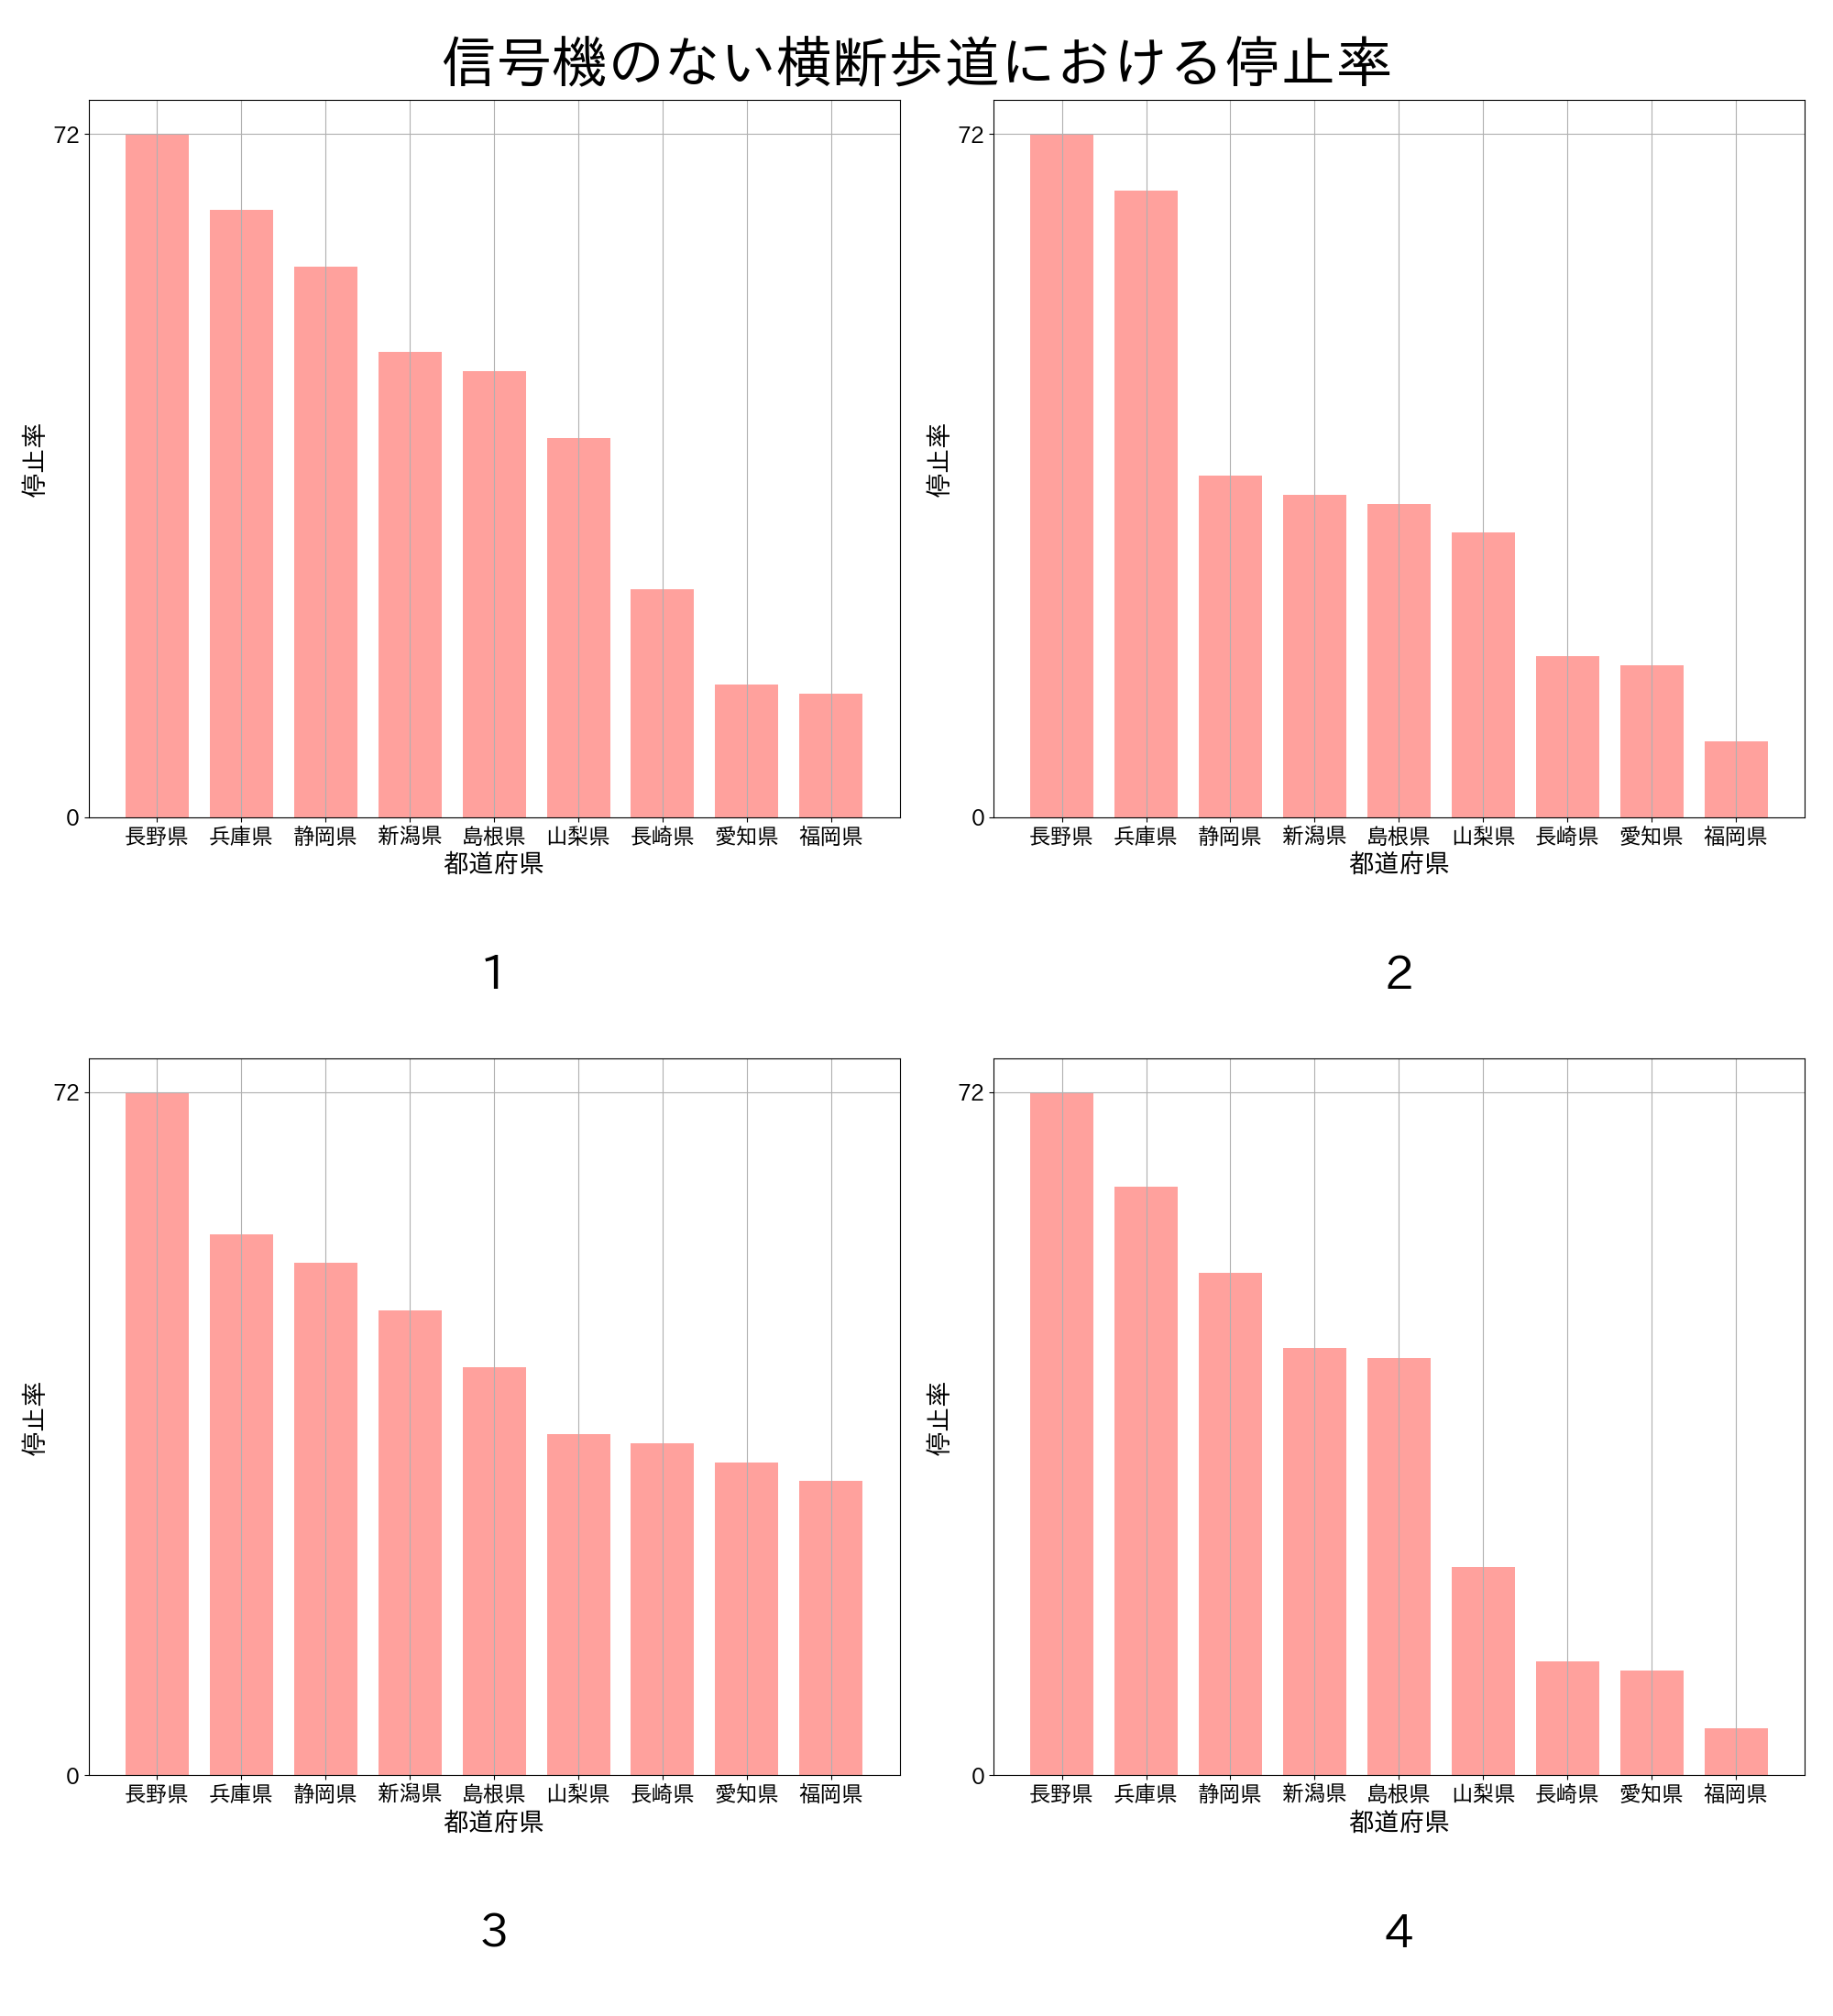 信号機のない横断歩道における停止率
72
0
停止率
長野県 兵庫県 静岡県 新潟県 島根県 山梨県 長崎県 愛知県 福岡県
都道府県
1
72
0
停止率
長野県 兵庫県 静岡県 新潟県 島根県 山梨県 長崎県 愛知県 福岡県
都道府県
2
72
0
停止率
長野県 兵庫県 静岡県 新潟県 島根県 山梨県 長崎県 愛知県 福岡県
都道府県
3
72
0
停止率
長野県 兵庫県 静岡県 新潟県 島根県 山梨県 長崎県 愛知県 福岡県
都道府県
4